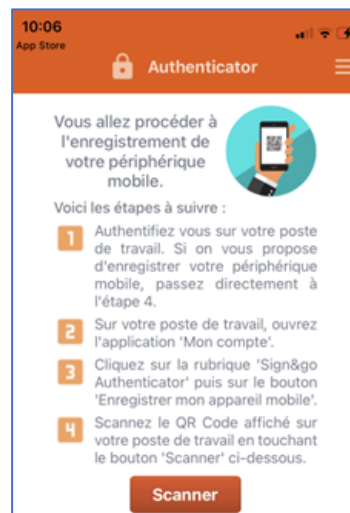 10:06
App Store
Authenticator
Vous allez procéder à
l'enregistrement de
votre périphérique
mobile.
Voici les étapes à suivre :
1 Authentifiez vous sur votre poste
de travail. Si on vous propose
d'enregistrer votre périphérique
mobile, passez directement à
l'étape 4.
2 Sur votre poste de travail, ouvrez
l'application 'Mon compte'.
3 Cliquez sur la rubrique 'Sign&go
Authenticator' puis sur le bouton
'Enregistrer mon appareil mobile'.
4 Scannez le QR Code affiché sur
votre poste de travail en touchant
le bouton 'Scanner' ci-dessous.
Scanner